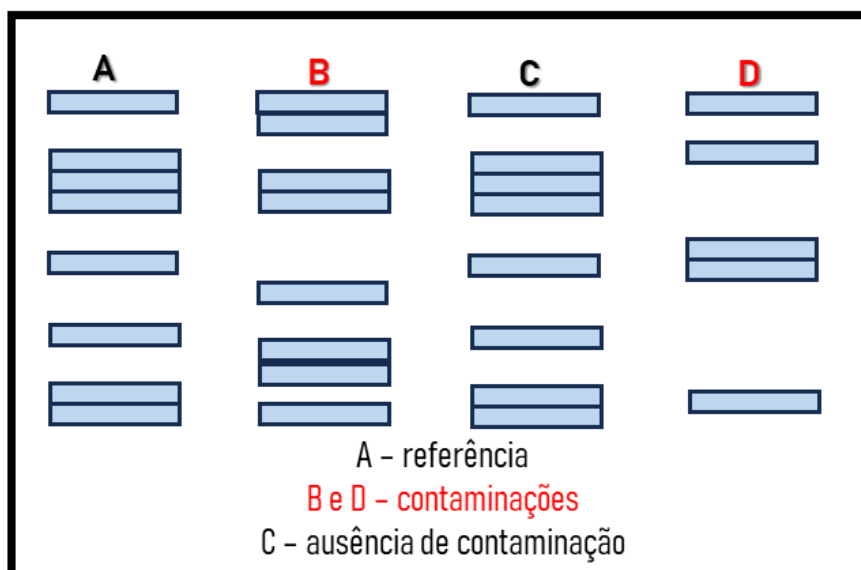 A B C D
A – referência
B e D – contaminações
C – ausência de contaminação